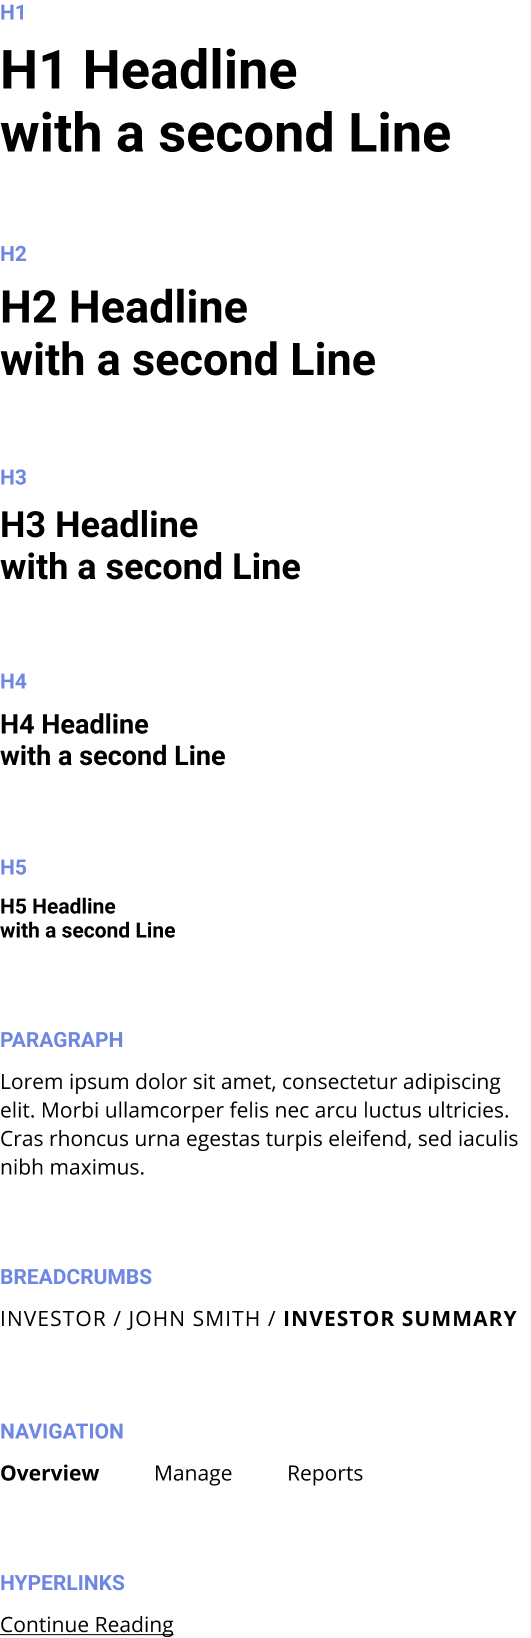 H1
H1 Headline
with a second Line
H2
H2 Headline
with a second Line
H3
H3 Headline
with a second Line
H4
H4 Headline
with a second Line
H5
H5 Headline
with a second Line
PARAGRAPH
Lorem ipsum dolor sit amet, consectetur adipiscing
elit. Morbi ullamcorper felis nec arcu luctus ultricies.
Cras rhoncus urna egestas turpis eleifend, sed iaculis
nibh maximus.
BREADCRUMBS
INVESTOR / JOHN SMITH / INVESTOR SUMMARY
NAVIGATION
Overview Manage Reports
HYPERLINKS
Continue Reading